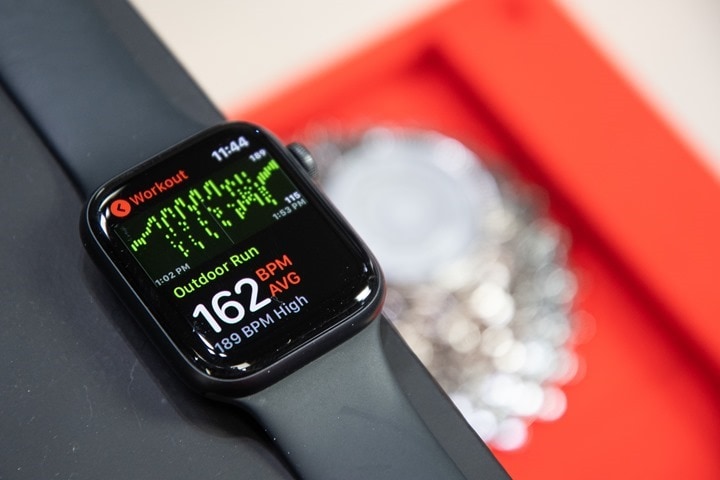 11:44
Workout
189
115
1:02 PM
1:53 PM
Outdoor Run
162 BPM AVG
189 BPM High